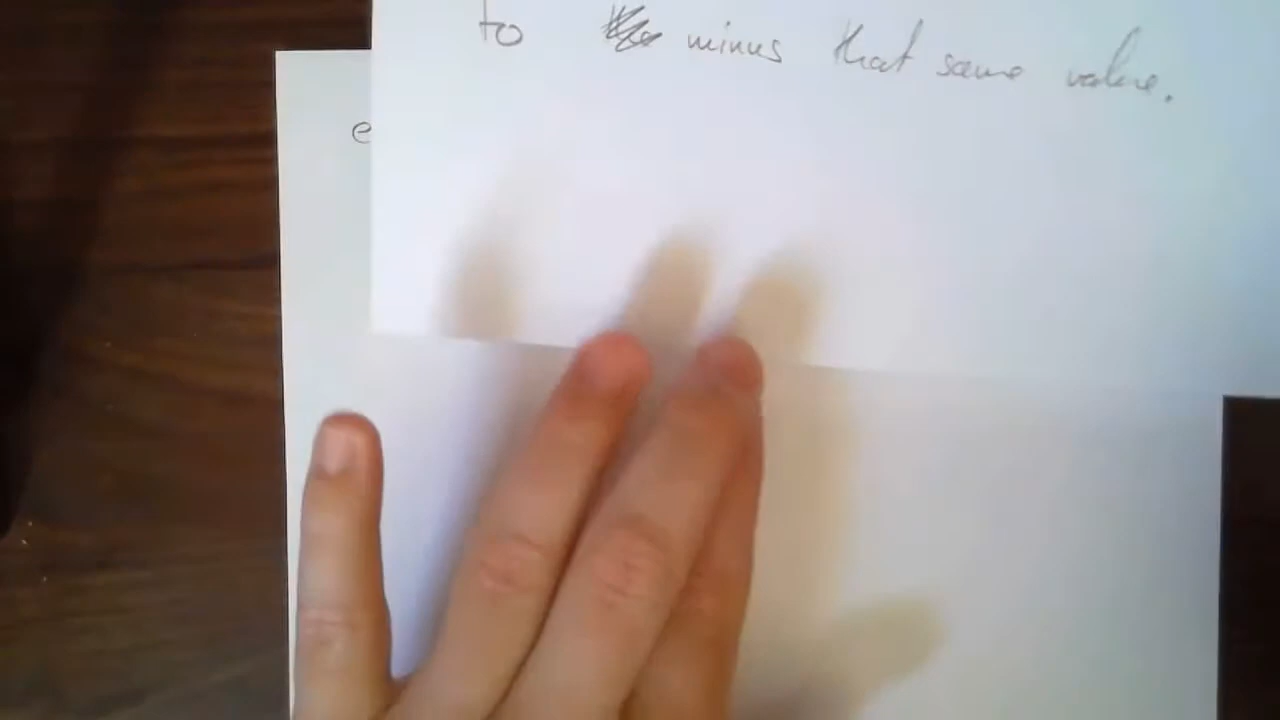 to minus that same value.
e